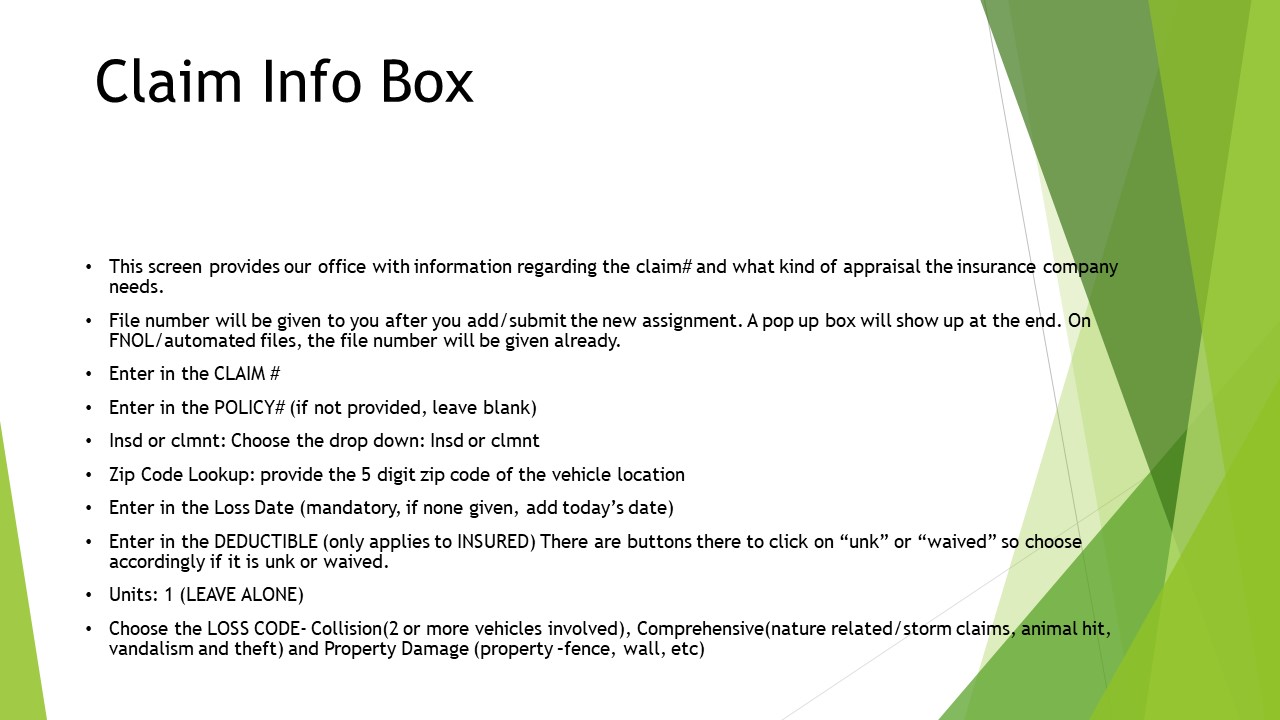 Claim Info Box
• This screen provides our office with information regarding the claim# and what kind of appraisal the insurance company
needs.
• File number will be given to you after you add/submit the new assignment. A pop up box will show up at the end. On
FNOL/automated files, the file number will be given already.
• Enter in the CLAIM #
• Enter in the POLICY# (if not provided, leave blank)
• Insd or clmnt: Choose the drop down: Insd or clmnt
• Zip Code Lookup: provide the 5 digit zip code of the vehicle location
• Enter in the Loss Date (mandatory, if none given, add today’s date)
• Enter in the DEDUCTIBLE (only applies to INSURED) There are buttons there to click on “unk” or “waived” so choose
accordingly if it is unk or waived.
• Units: 1 (LEAVE ALONE)
• Choose the LOSS CODE- Collision(2 or more vehicles involved), Comprehensive(nature related/storm claims, animal hit,
vandalism and theft) and Property Damage (property –fence, wall, etc)